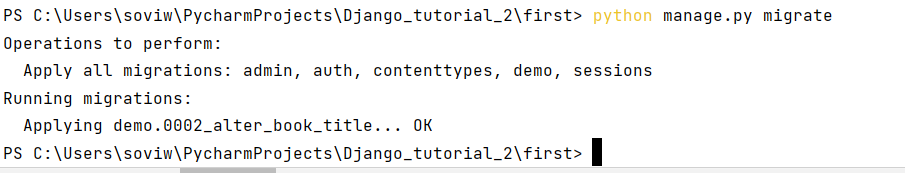 PS C:\Users\soviw\PycharmProjects\Django_tutorial_2\first> python manage.py migrate
Operations to perform:
  Apply all migrations: admin, auth, contenttypes, demo, sessions
Running migrations:
  Applying demo.0002_alter_book_title... OK
PS C:\Users\soviw\PycharmProjects\Django_tutorial_2\first>